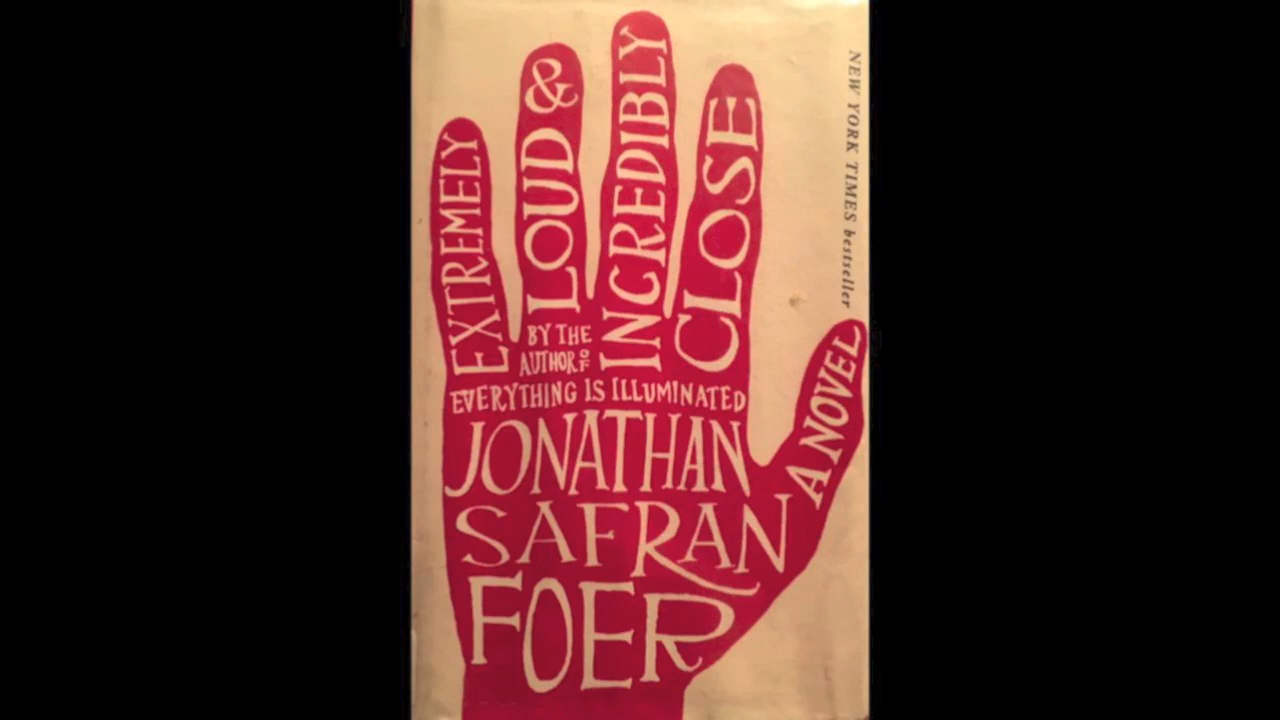 EXTREMELY
LOUD &
INCREDIBLY
CLOSE
BY THE
AUTHOR OF
EVERYTHING IS ILLUMINATED
JONATHAN
SAFRAN
FOER
A NOVEL
NEW YORK TIMES bestseller